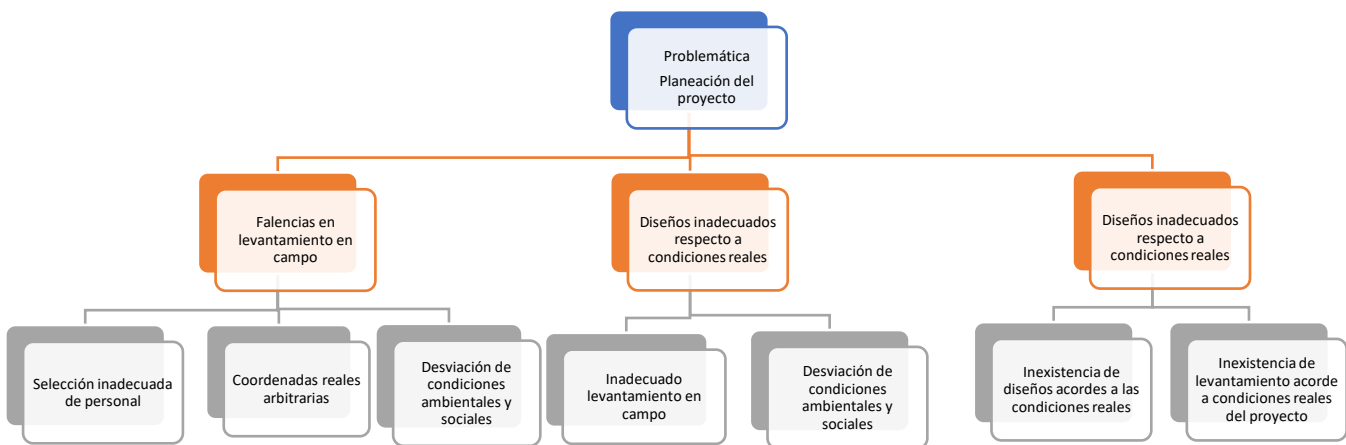 Problemática
Planeación del
proyecto
Falencias en
levantamiento en
campo
Diseños inadecuados
respecto a
condiciones reales
Diseños inadecuados
respecto a
condiciones reales
Selección inadecuada
de personal
Coordenadas reales
arbitrarias
Desviación de
condiciones
ambientales y
sociales
Inadecuado
levantamiento en
campo
Desviación de
condiciones
ambientales y
sociales
Inexistencia de
diseños acordes a las
condiciones reales
Inexistencia de
levantamiento acorde
a condiciones reales
del proyecto